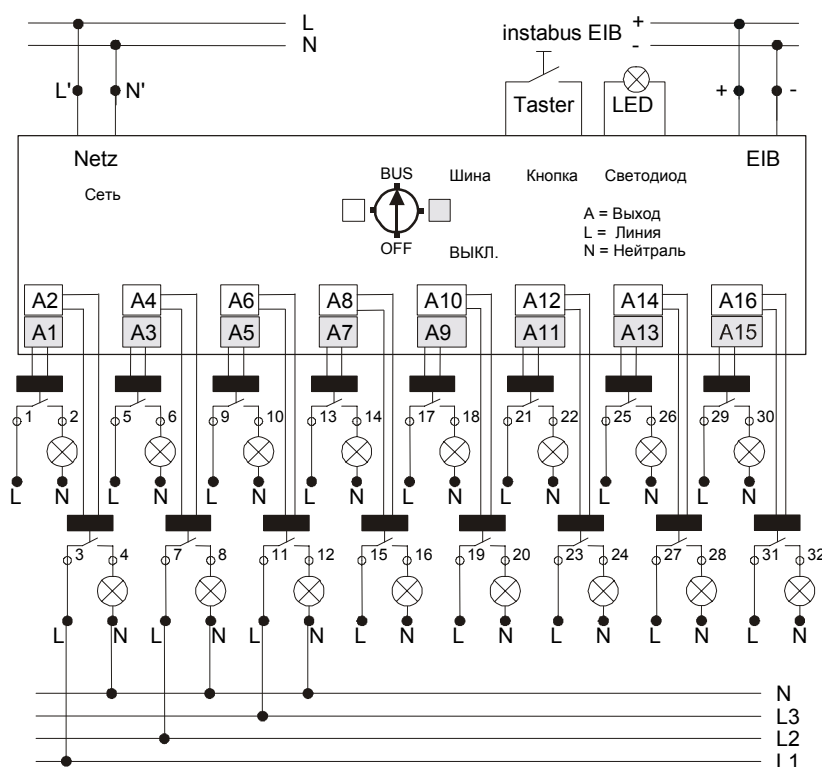 L
N
instabus EIB
+
-
L'
N'
Taster
LED
+
-
Netz
EIB
Сеть
BUS
Шина
Кнопка
Светодиод
A = Выход
L = Линия
N = Нейтраль
OFF
ВЫКЛ.
A2 A4 A6 A8 A10 A12 A14 A16
A1 A3 A5 A7 A9 A11 A13 A15
1 2 5 6 9 10 13 14 17 18 21 22 25 26 29 30
L N L N L N L N L N L N L N L N
3 4 7 8 11 12 15 16 19 20 23 24 27 28 31 32
L N L N L N L N L N L N L N L N
N
L3
L2
L1